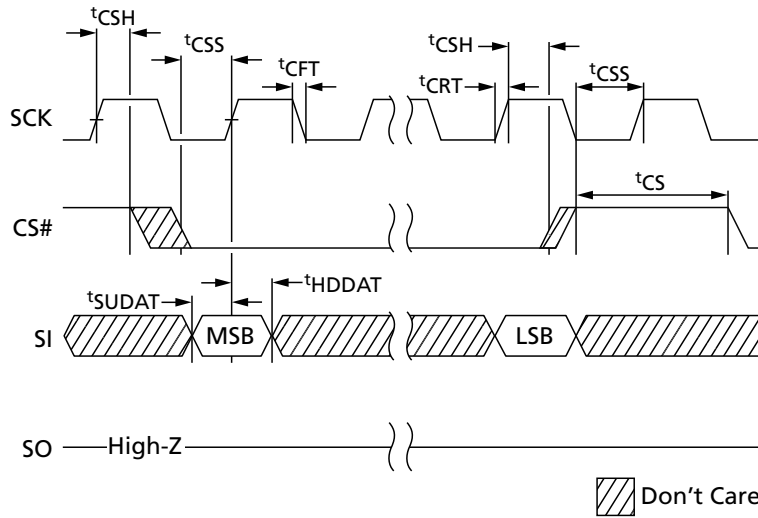 tCSH
tCSS
tCFT
tCSH
tCRT
tCSS
SCK
tCS
CS#
tSUDAT
tHDDAT
SI
MSB
LSB
SO
High-Z
Don't Care